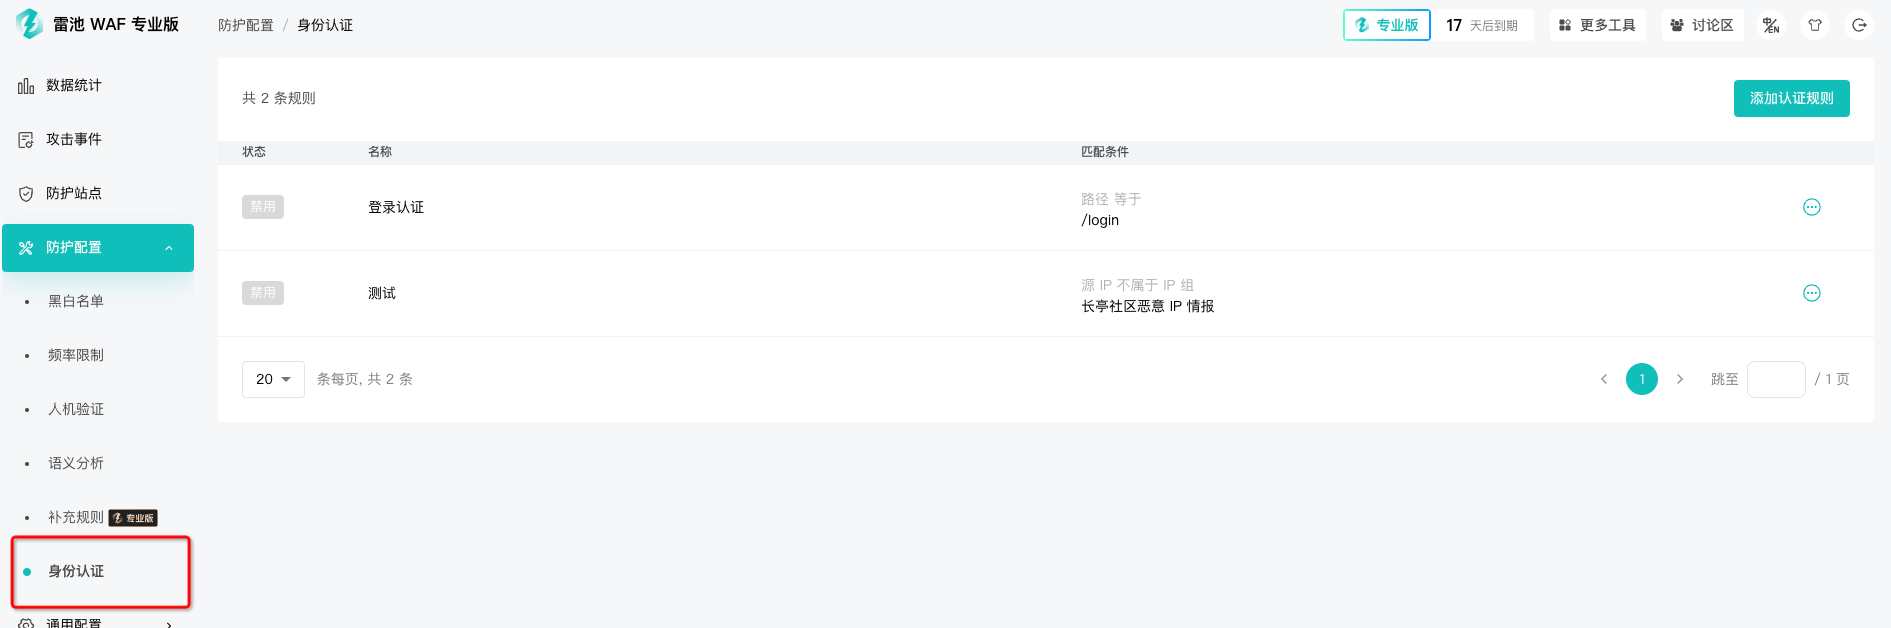 雷池 WAF 专业版
防护配置 / 身份认证
专业版 17 天后到期
更多工具
讨论区
中/EN
数据统计
攻击事件
防护站点
防护配置
黑白名单
频率限制
人机验证
语义分析
补充规则 专业版
身份认证
通用配置
共 2 条规则
添加认证规则
状态 名称 匹配条件
禁用 登录认证 路径 等于
/login
禁用 测试 源 IP 不属于 IP 组
长亭社区恶意 IP 情报
20 条每页, 共 2 条
1 跳至 / 1 页